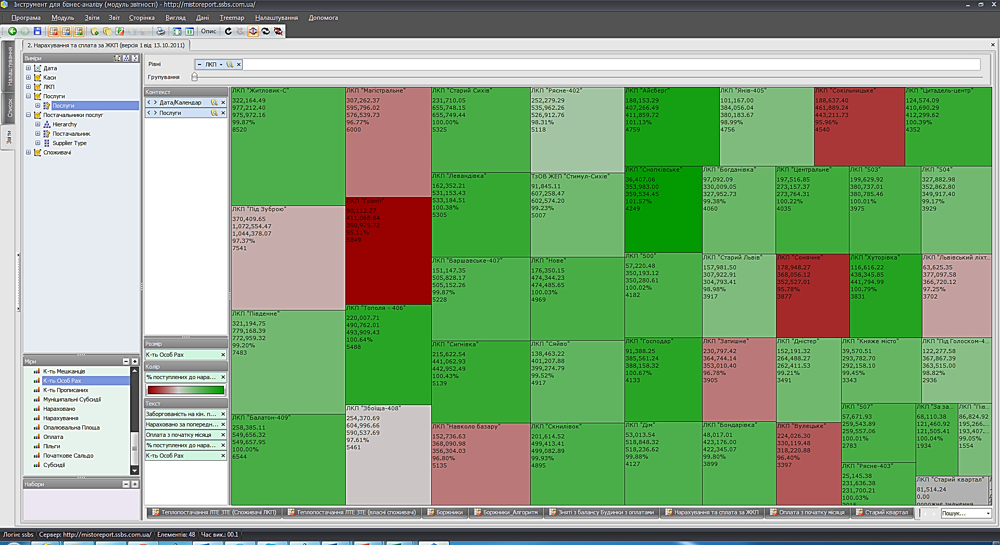 Інструмент для бізнес-аналізу (модуль звітності) - http://mistoreport.ssbs.com.ua/
Програма Модуль Звіти Звіт Сторінка Вигляд Дані Treemap Налаштування Допомога
Опис
2. Нарахування та сплата за ЖКП (версія 1 від 13.10.2011)
Налаштування
Список
Звіти
Виміри
Дата
Каси
ЛКП
Послуги
Послуги
Постачальники послуг
Hierarchy
Постачальник
Supplier Type
Споживачі
Міри
К-ть Мешканців
К-ть Особ Рах
К-ть Прописаних
Муніципальні Субсидії
Нараховано
Нарахування
Опалювальна Площа
Оплата
Пільги
Початкове Сальдо
Субсидії
Набори
Рівні
ЛКП
Групування
Контекст
Дата/Календар
Послуги
Розмір
К-ть Особ Рах
Колір
% поступлених до нара...
Текст
Заборгованість на кін. п...
Нараховано за попередн...
Оплата з початку місяця
% поступлених до нара...
К-ть Особ Рах
ЛКП "Житловик-С"
322,164.49
977,212.40
975,972.16
99.87%
8520
ЛКП "Під Зуброю"
370,409.65
1,072,554.47
1,044,378.07
97.37%
7541
ЛКП "Південне"
321,194.75
779,168.39
772,959.32
99.20%
7483
ЛКП "Балатон-409"
258,385.11
549,656.32
549,657.95
100.00%
6544
ЛКП "Магістральне"
307,262.37
595,796.02
576,539.73
96.77%
6000
ЛКП "Граніт"
90,112.27
411,068.84
390,975.72
95.11%
5849
ЛКП "Тополя - 406"
220,007.71
490,762.01
493,909.43
100.64%
5488
ЛКП "Збоїща-408"
254,370.69
604,996.66
590,537.69
97.61%
5461
ЛКП "Старий Сихів"
231,710.05
655,748.15
655,749.44
100.00%
5325
ЛКП "Левандівка"
162,352.21
531,153.43
533,184.51
100.38%
5305
ЛКП "Варшавське-407"
151,147.35
505,828.17
505,152.26
99.87%
5228
ЛКП "Сигнівка"
215,622.54
441,062.93
442,952.49
100.43%
5139
ЛКП "Навколо базару"
152,736.63
368,090.98
356,304.03
96.80%
5135
ЛКП "Рясне-402"
252,279.29
535,962.26
526,912.76
98.31%
5118
ТзОВ ЖЕП "Стимул-Сихів"
91,845.11
607,258.47
602,574.20
99.23%
5007
ЛКП "Нове"
176,350.15
474,344.23
474,485.65
100.03%
4969
ЛКП "Сяйво"
138,463.22
401,207.88
399,274.79
99.52%
4917
ЛКП "Скнилівок"
201,614.52
499,413.41
499,082.89
99.93%
4895
ЛКП "Айсберг"
188,153.29
407,266.49
411,859.72
101.13%
4759
ЛКП "Янів-405"
101,167.00
384,056.04
380,183.67
98.99%
4756
ЛКП "Сокільницьке"
188,637.40
461,889.24
443,211.73
95.96%
4540
ЛКП "Цитадель-центр"
124,574.09
410,690.29
412,299.62
100.39%
4352
ЛКП "Снопківське"
36,407.06
353,983.00
359,534.45
101.57%
4249
ЛКП "500"
57,220.48
350,193.12
350,280.61
100.02%
4182
ЛКП "Господар"
91,388.25
385,561.24
388,158.32
100.67%
4133
ЛКП "Дім"
53,013.54
518,848.32
518,236.62
99.88%
4127
ЛКП "Богданівка"
97,092.09
330,009.05
327,952.73
99.38%
4060
ЛКП "Центральне"
197,516.85
273,157.37
273,764.31
100.22%
4035
ЛКП "503"
199,629.92
380,737.01
380,785.46
100.01%
3975
ЛКП "504"
327,882.98
352,862.80
349,917.40
99.17%
3929
ЛКП "Старий Львів"
157,981.50
307,922.91
304,793.41
98.98%
3917
ЛКП "Затишне"
230,797.42
364,744.14
353,010.40
96.78%
3905
ЛКП "Бондарівка"
48,017.01
423,176.00
422,345.07
99.80%
3899
ЛКП "Сонячне"
178,948.27
368,056.12
352,527.01
95.78%
3877
ЛКП "Хуторівка"
116,616.22
438,345.85
441,794.99
100.79%
3831
ЛКП "Львівський ліхт...
63,625.35
377,097.58
366,720.12
97.25%
3702
ЛКП "Дністер"
152,191.32
264,488.27
262,411.53
99.21%
3491
ЛКП "Вулецьке"
224,026.30
330,119.48
318,220.88
96.40%
3397
ЛКП "Княже місто"
39,570.51
293,782.70
292,158.10
99.45%
3343
ЛКП "Під Голоском-4...
122,277.58
367,867.39
363,515.00
98.82%
2936
ЛКП "507"
57,671.93
259,543.89
259,557.06
100.01%
2783
ЛКП "Рясне-403"
25,145.38
231,636.38
231,700.21
100.03%
2015
ЛКП "За за...
68,110.38
121,460.92
121,505.41
100.04%
1934
ЛКП "Пів...
86,824.92
195,266....
193,407....
99.05%
1554
ЛКП "Старий квартал"
81,514.24
0.00
порожнє значення
Теплопостачання ЛТЕ ЗТЕ (Споживачі ЛКП) Теплопостачання ЛТЕ ЗТЕ (власні споживачі) Боржники Боржники_Алгоритм Зняті з балансу Будинки з оплатами Нарахування та сплата за ЖКП Оплата з початку місяця Старий квартал Пошук...
Логін: ssbs Сервер: http://mistoreport.ssbs.com.ua/ Елементів: 48 Час вик.: 00.1